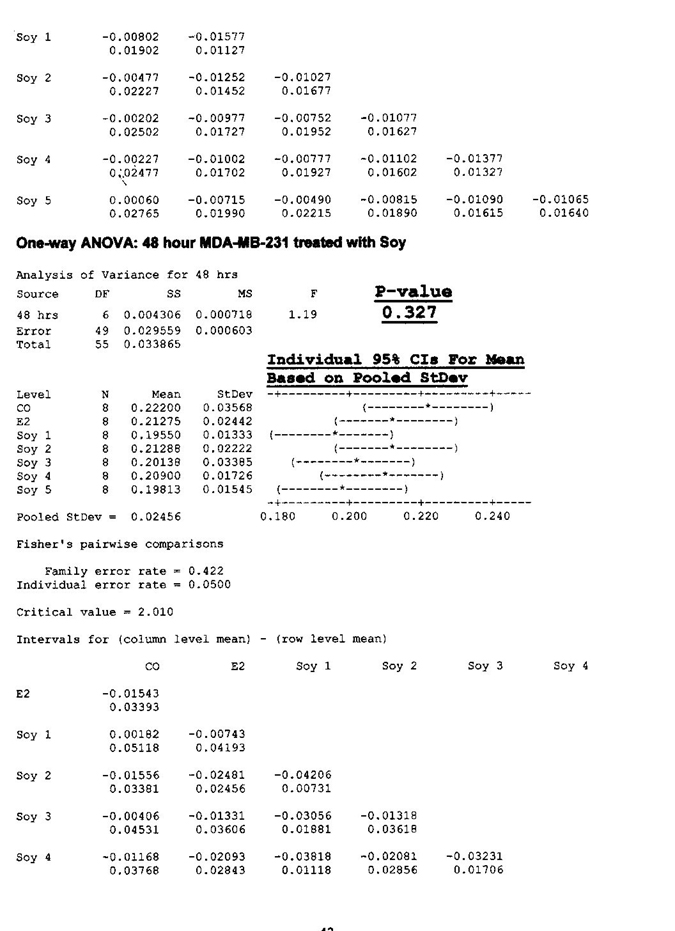 Soy 1 -0.00802 -0.01577
0.01902 0.01127
Soy 2 -0.00477 -0.01252 -0.01027
0.02227 0.01452 0.01677
Soy 3 -0.00202 -0.00977 -0.00752 -0.01077
0.02502 0.01727 0.01952 0.01627
Soy 4 -0.00227 -0.01002 -0.00777 -0.01102 -0.01377
0.02477 0.01702 0.01927 0.01602 0.01327
Soy 5 0.00060 -0.00715 -0.00490 -0.00815 -0.01090 -0.01065
0.02765 0.01990 0.02215 0.01890 0.01615 0.01640
One-way ANOVA: 48 hour MDA-MB-231 treated with Soy
Analysis of Variance for 48 hrs
Source DF SS MS F P-value
48 hrs 6 0.004306 0.000718 1.19 0.327
Error 49 0.029559 0.000603
Total 55 0.033865
Individual 95% CIs For Mean
Based on Pooled StDev
Level N Mean StDev -+---------+---------+---------+-----
CO 8 0.22200 0.03568 (--------*--------)
E2 8 0.21275 0.02442 (-------*--------)
Soy 1 8 0.19550 0.01333 (--------*-------)
Soy 2 8 0.21288 0.02222 (-------*--------)
Soy 3 8 0.20138 0.03385 (--------*-------)
Soy 4 8 0.20900 0.01726 (--------*-------)
Soy 5 8 0.19813 0.01545 (--------*--------)
-+---------+---------+---------+-----
Pooled StDev = 0.02456 0.180 0.200 0.220 0.240
Fisher's pairwise comparisons
Family error rate = 0.422
Individual error rate = 0.0500
Critical value = 2.010
Intervals for (column level mean) - (row level mean)
CO E2 Soy 1 Soy 2 Soy 3 Soy 4
E2 -0.01543
0.03393
Soy 1 0.00182 -0.00743
0.05118 0.04193
Soy 2 -0.01556 -0.02481 -0.04206
0.03381 0.02456 0.00731
Soy 3 -0.00406 -0.01331 -0.03056 -0.01318
0.04531 0.03606 0.01881 0.03618
Soy 4 -0.01168 -0.02093 -0.03818 -0.02081 -0.03231
0.03768 0.02843 0.01118 0.02856 0.01706